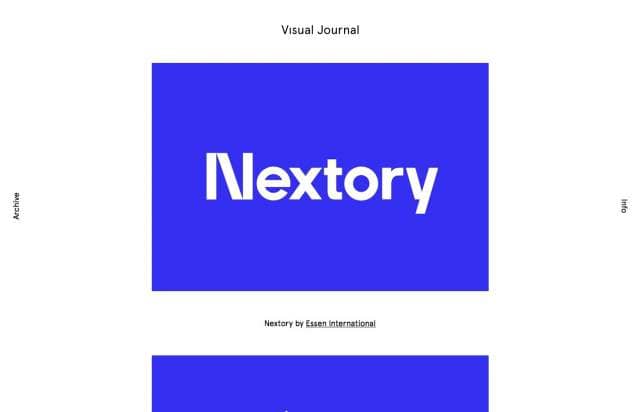 Visual Journal
Nextory
Archive
Info
Nextory by Essen International